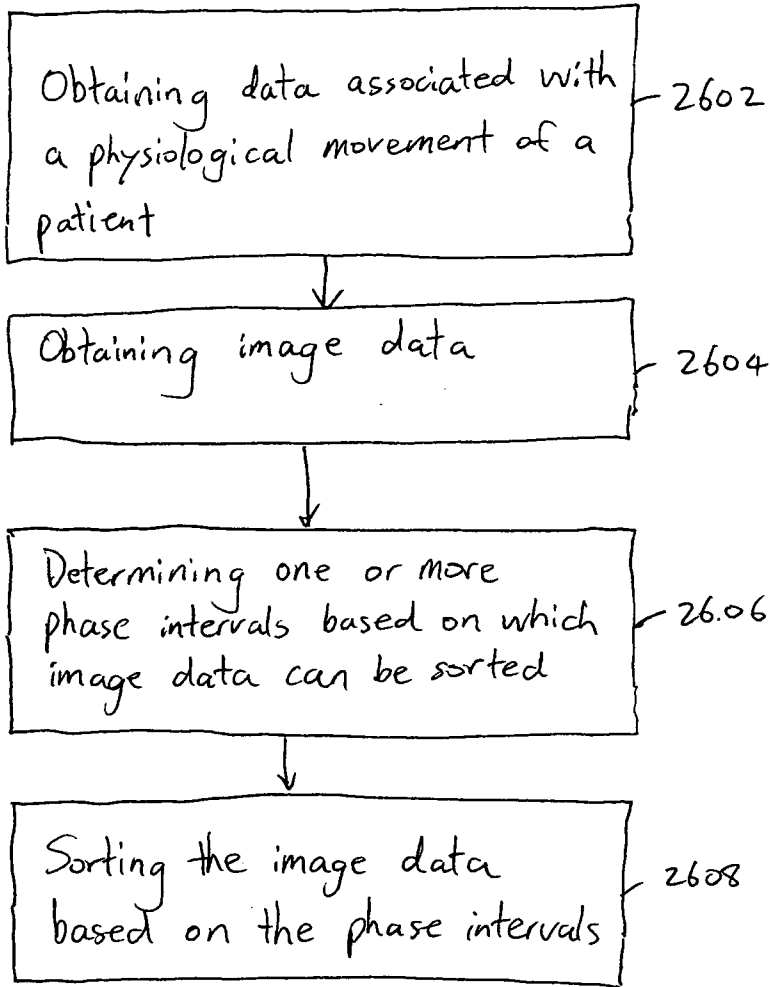 Obtaining data associated with
a physiological movement of a
patient
2602
Obtaining image data
2604
Determining one or more
phase intervals based on which
image data can be sorted
26.06
Sorting the image data
based on the phase intervals
2608